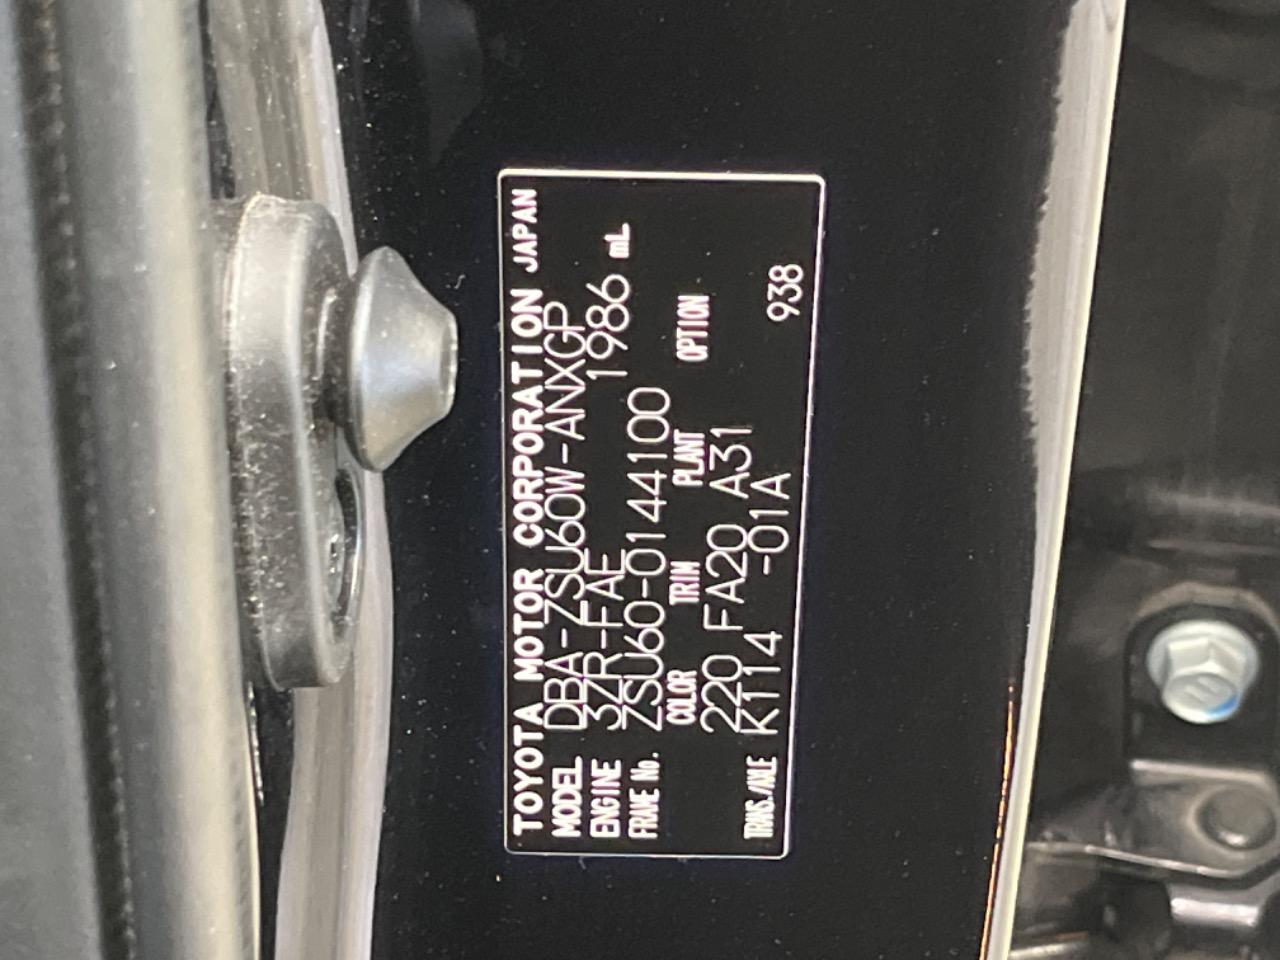 TOYOTA MOTOR CORPORATION JAPAN
MODEL DBA-ZSU60W-ANXGP
ENGINE 3ZR-FAE 1986 mL
FRAME No. ZSU60-0144100
COLOR TRIM PLANT OPTION
220 FA20 A31
TRANS./AXLE K114 -01A 938